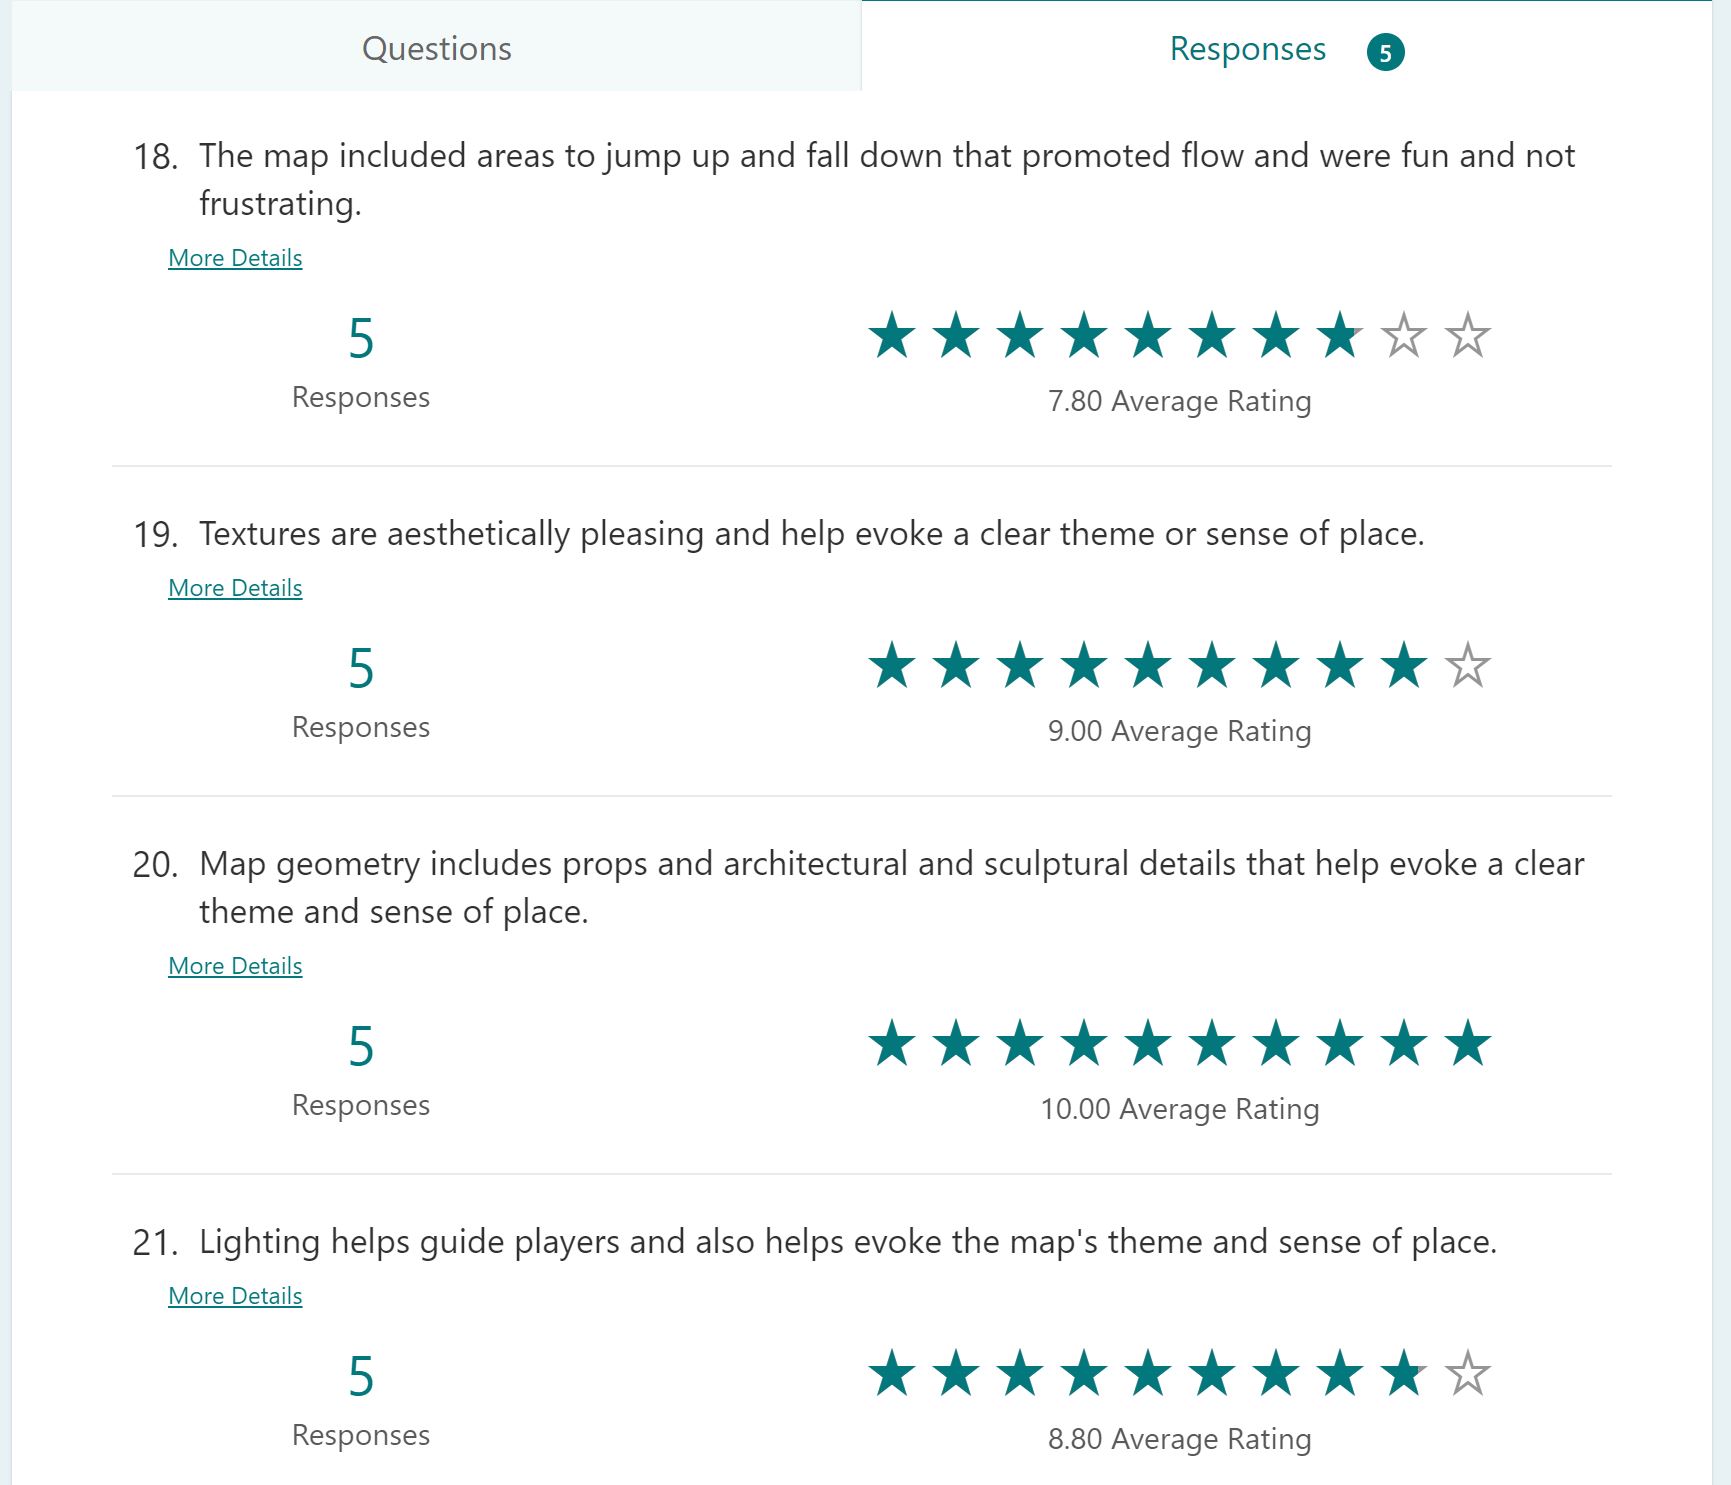 Questions
Responses 5
18. The map included areas to jump up and fall down that promoted flow and were fun and not
frustrating.
More Details
5
Responses
7.80 Average Rating
19. Textures are aesthetically pleasing and help evoke a clear theme or sense of place.
More Details
5
Responses
9.00 Average Rating
20. Map geometry includes props and architectural and sculptural details that help evoke a clear
theme and sense of place.
More Details
5
Responses
10.00 Average Rating
21. Lighting helps guide players and also helps evoke the map's theme and sense of place.
More Details
5
Responses
8.80 Average Rating